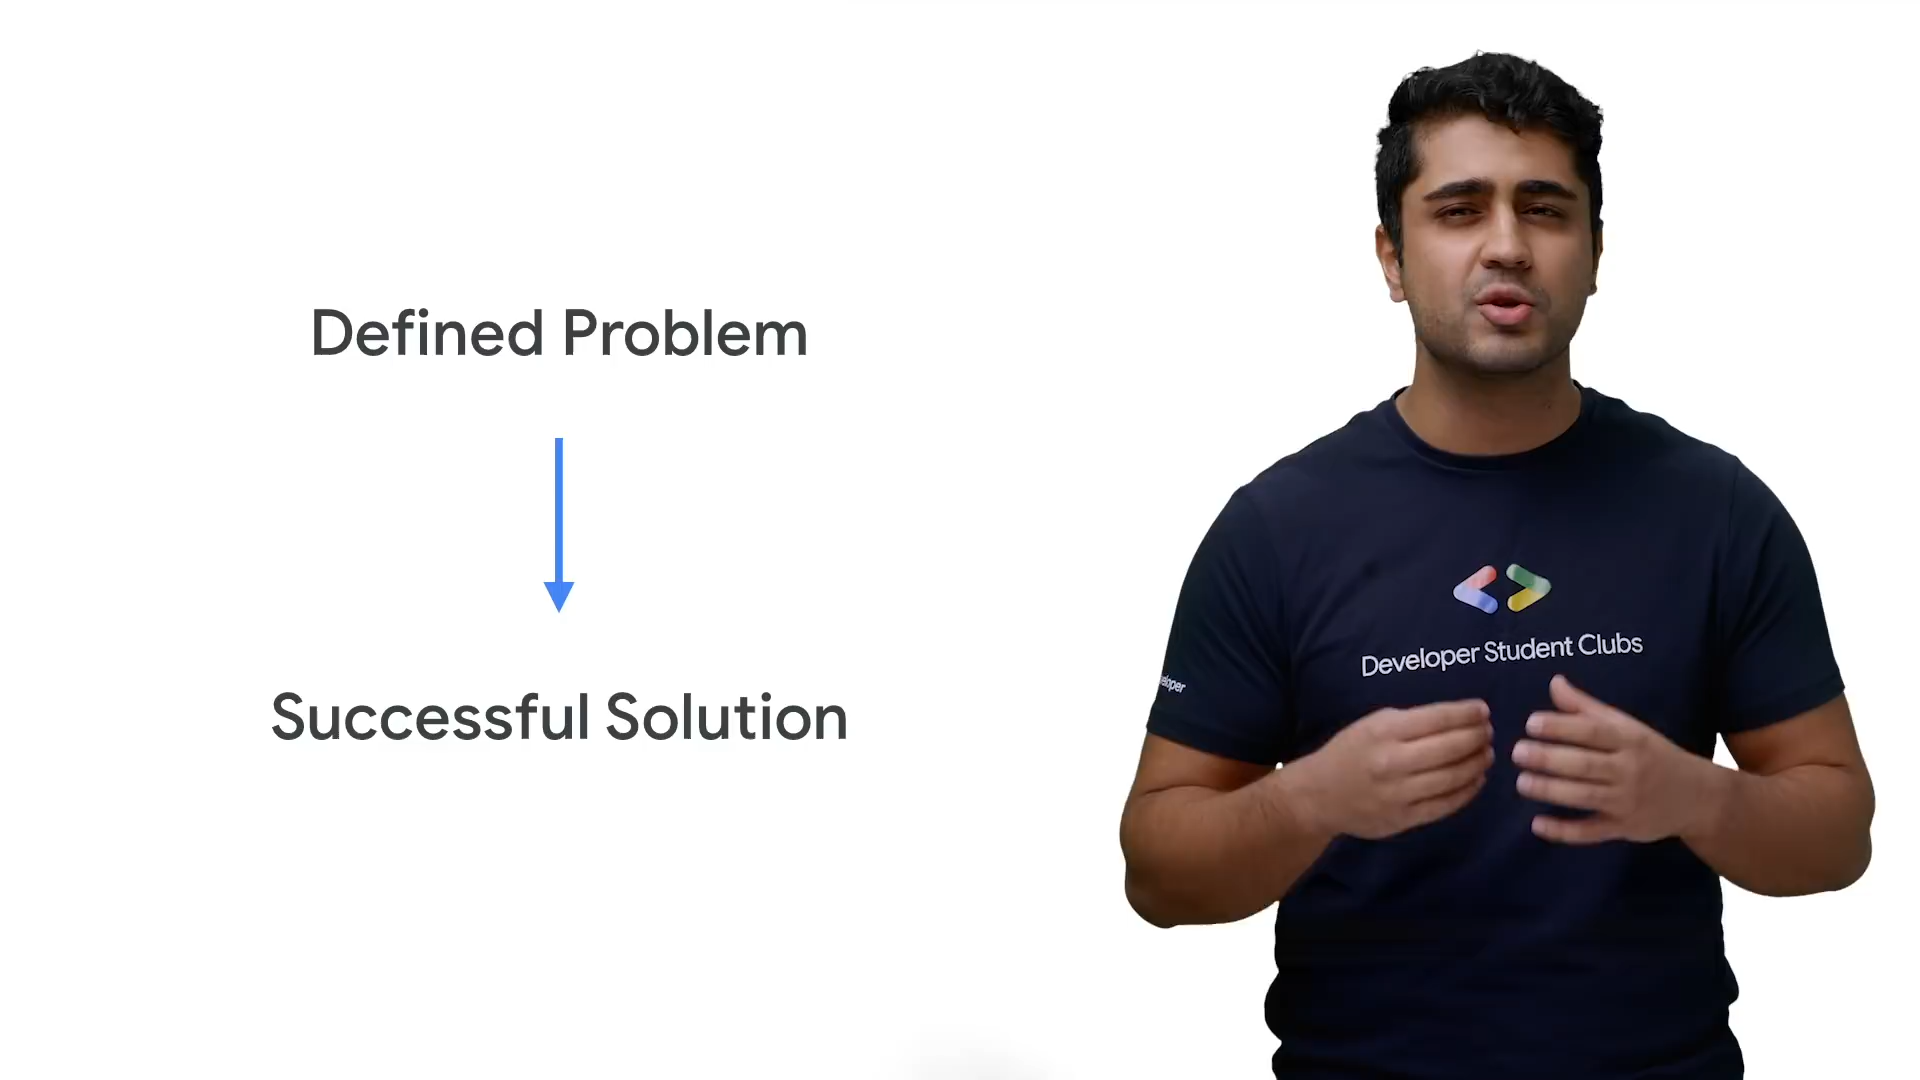 Defined Problem
Successful Solution
Developer Student Clubs